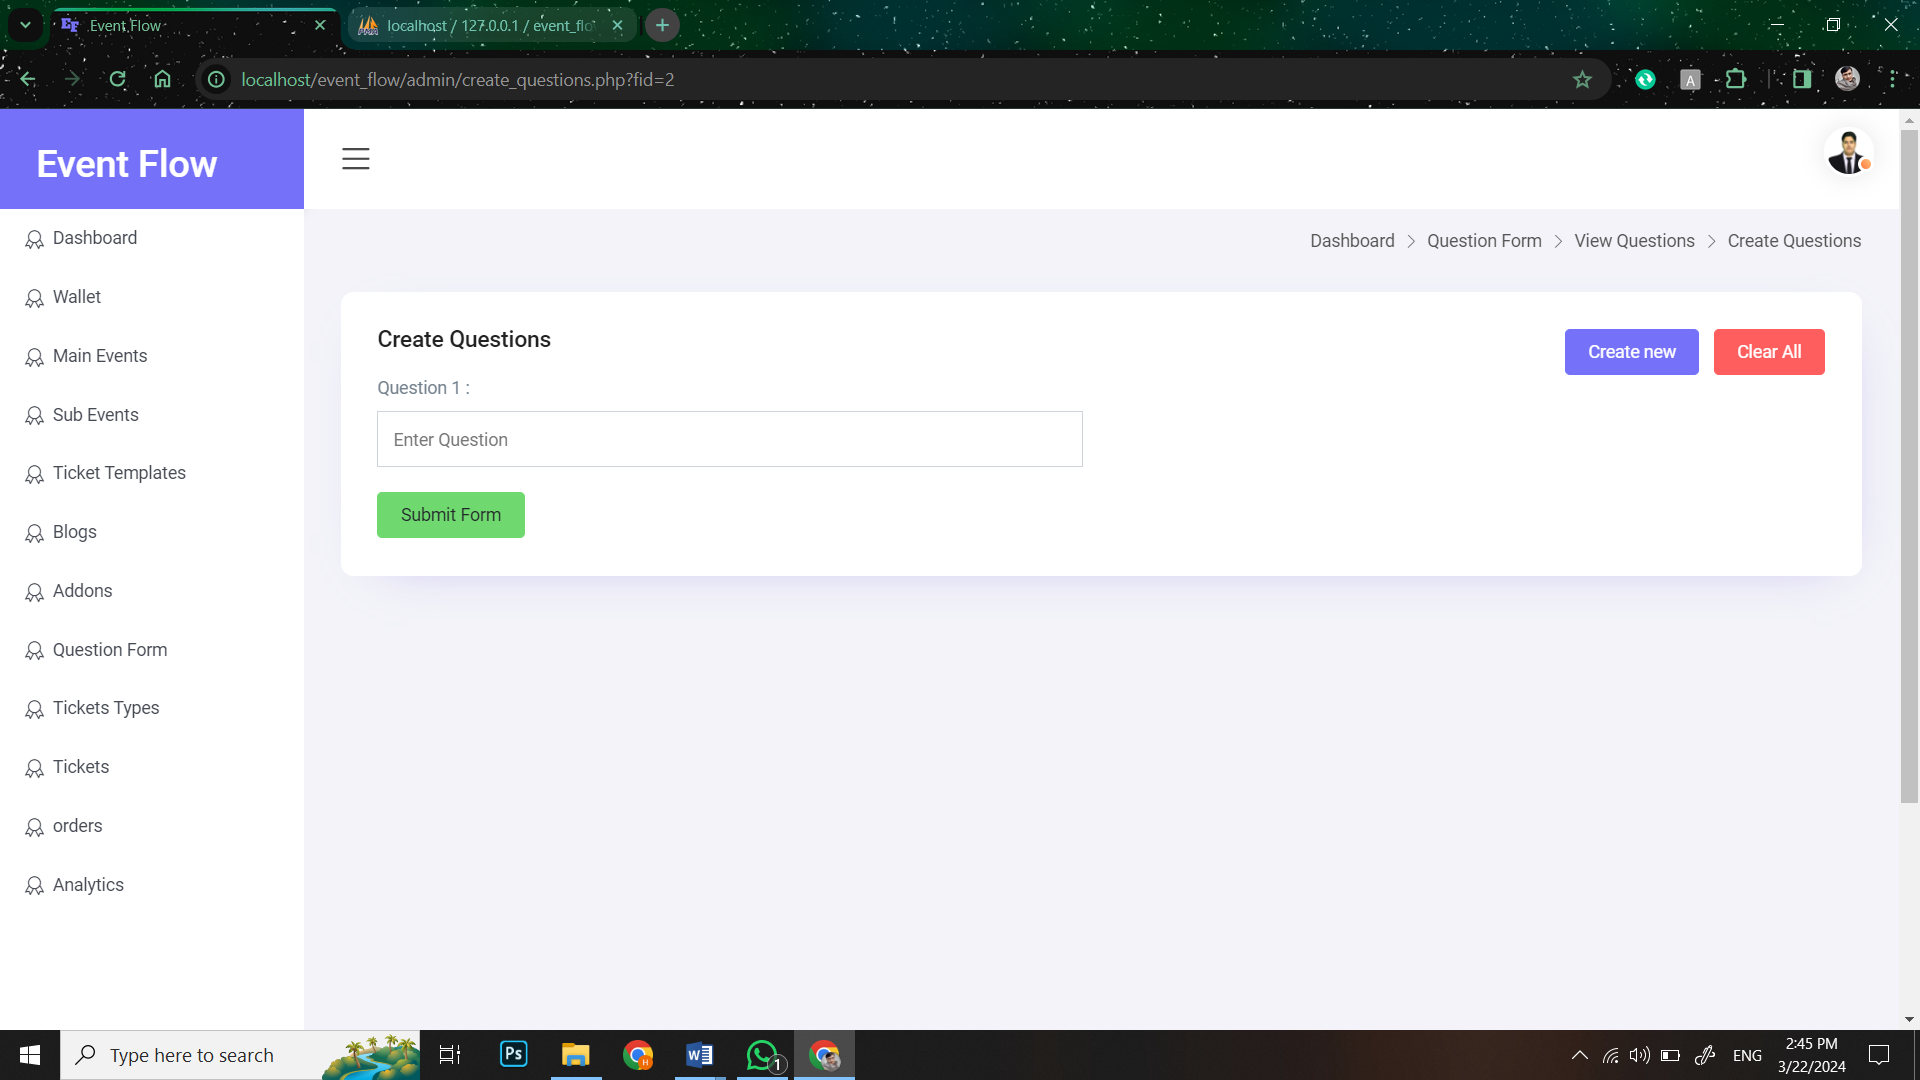 EF Event Flow
localhost / 127.0.0.1 / event_flo
localhost/event_flow/admin/create_questions.php?fid=2
A
Event Flow
Dashboard
Wallet
Main Events
Sub Events
Ticket Templates
Blogs
Addons
Question Form
Tickets Types
Tickets
orders
Analytics
Dashboard > Question Form > View Questions > Create Questions
Create Questions
Create new
Clear All
Question 1 :
Enter Question
Submit Form
Type here to search
Ps
H
W
1
ENG
2:45 PM
3/22/2024